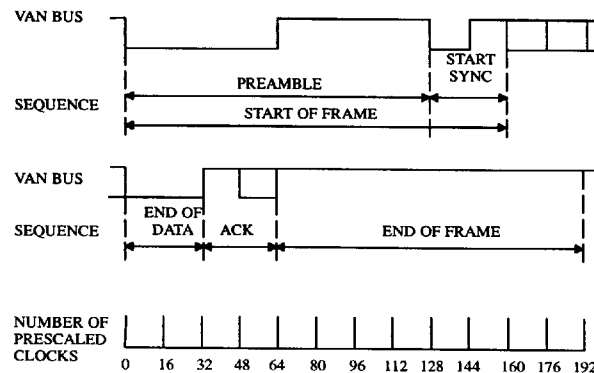 VAN BUS
START
SYNC
PREAMBLE
SEQUENCE
START OF FRAME
VAN BUS
END OF
DATA
ACK
END OF FRAME
SEQUENCE
NUMBER OF
PRESCALED
CLOCKS
0 16 32 48 64 80 96 112 128 144 160 176 192